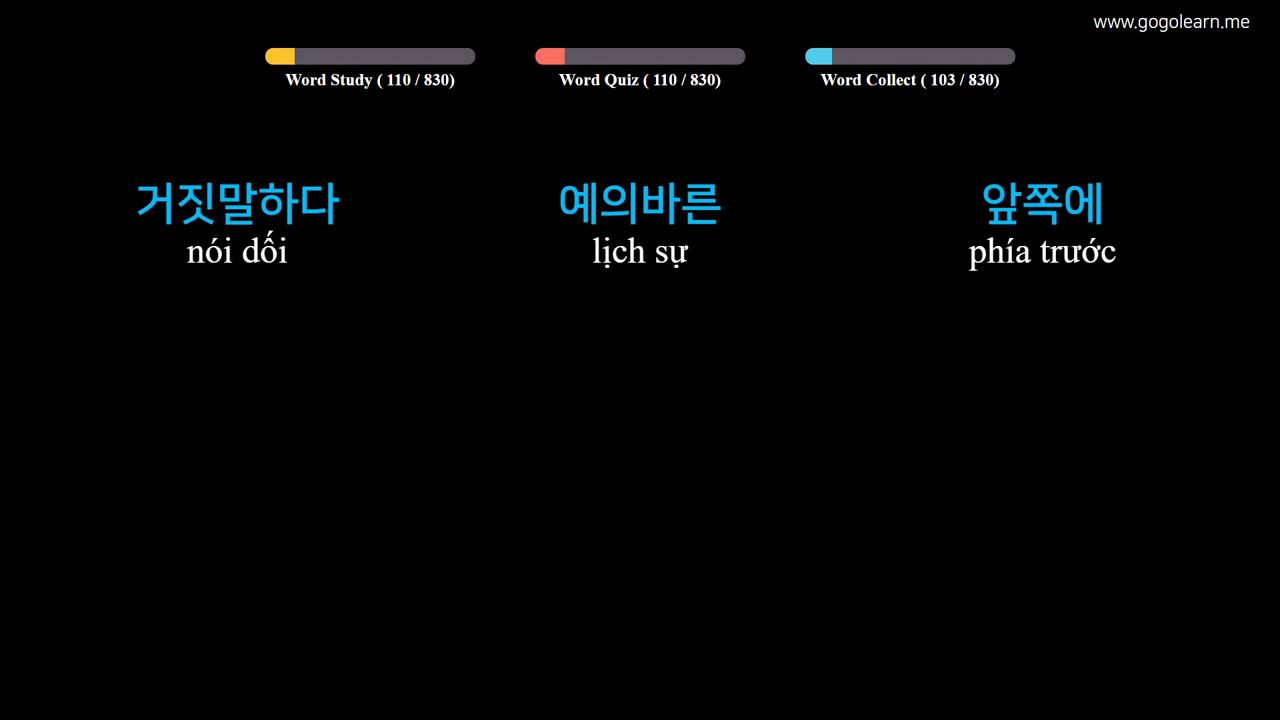 www.gogolearn.me
Word Study ( 110 / 830)
Word Quiz ( 110 / 830)
Word Collect ( 103 / 830)
거짓말하다
nói dối
예의바른
lịch sự
앞쪽에
phía trước